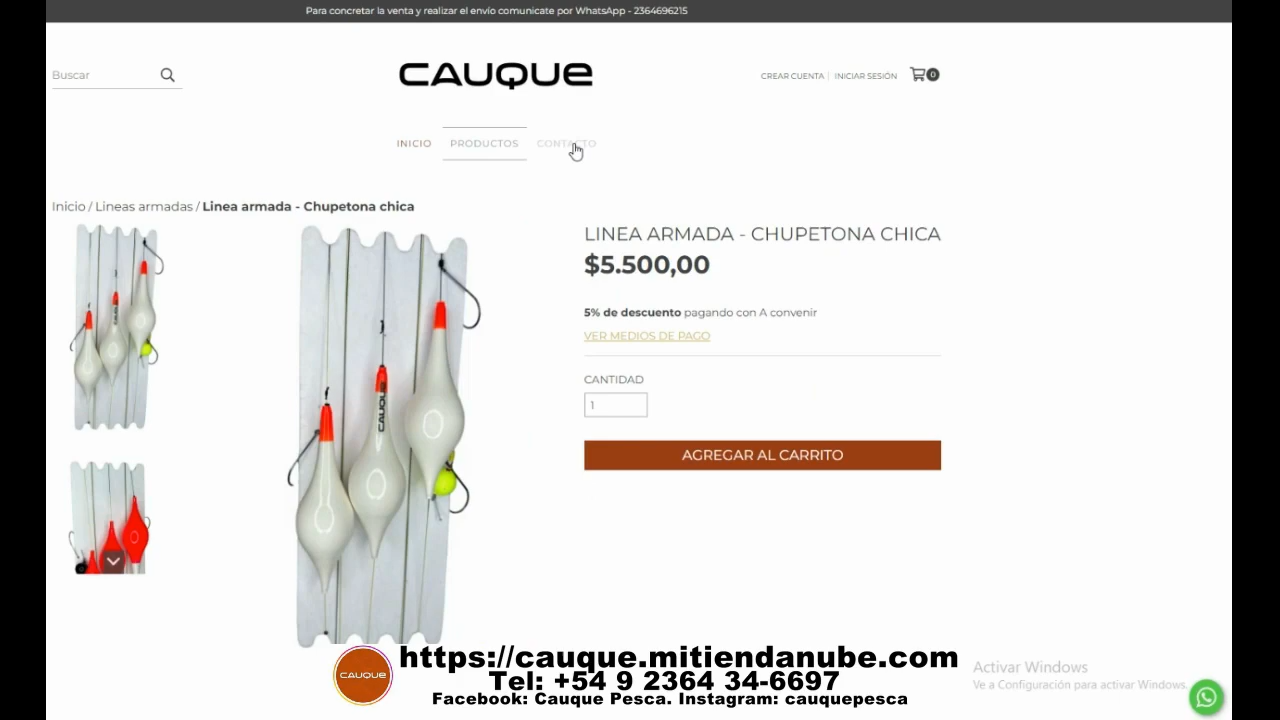 Para concretar la venta y realizar el envío comunicate por WhatsApp - 2364696215
Buscar
CAUQUE
CREAR CUENTA | INICIAR SESIÓN
0
INICIO
PRODUCTOS
CONTACTO
Inicio / Lineas armadas / Linea armada - Chupetona chica
LINEA ARMADA - CHUPETONA CHICA
$5.500,00
5% de descuento pagando con A convenir
VER MEDIOS DE PAGO
CANTIDAD
1
AGREGAR AL CARRITO
CAUQUE
CAUQUE
https://cauque.mitiendanube.com
Tel: +54 9 2364 34-6697
Facebook: Cauque Pesca. Instagram: cauquepesca
Activar Windows
Ve a Configuración para activar Windows.